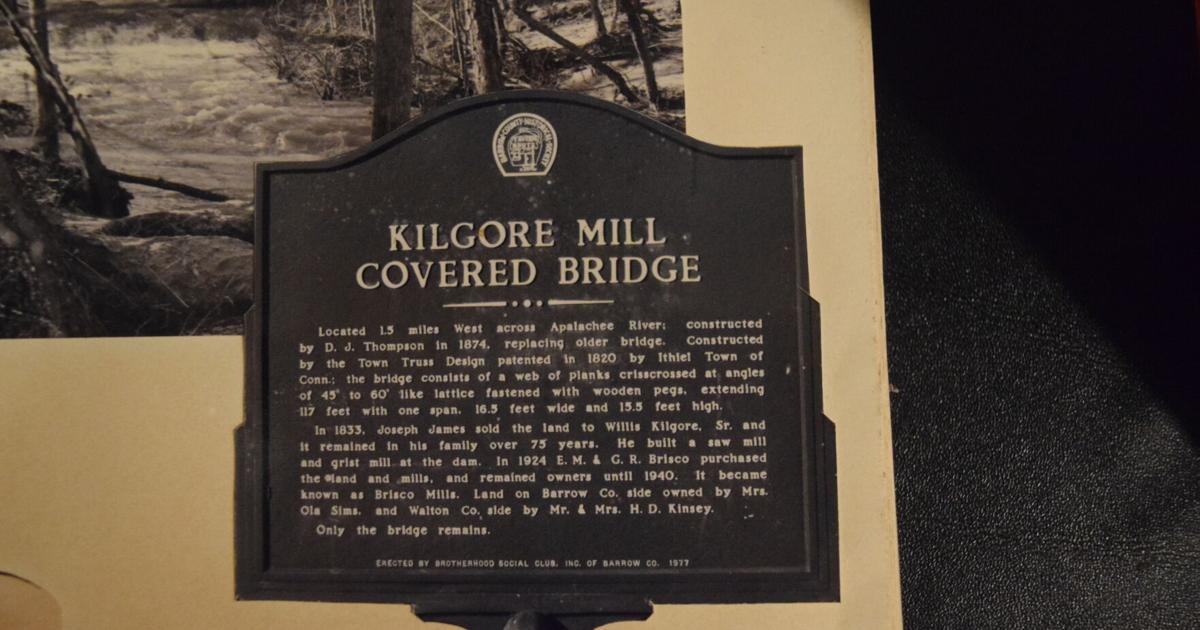 BARROW COUNTY HISTORICAL SOCIETY
KILGORE MILL
COVERED BRIDGE
Located 1.5 miles West across Apalachee River; constructed
by D. J. Thompson in 1874, replacing older bridge. Constructed
by the Town Truss Design patented in 1820 by Ithiel Town of
Conn.; the bridge consists of a web of planks crisscrossed at angles
of 45° to 60° like lattice fastened with wooden pegs, extending
117 feet with one span, 16.5 feet wide and 15.5 feet high.
In 1833, Joseph James sold the land to Willis Kilgore, Sr. and
it remained in his family over 75 years. He built a saw mill
and grist mill at the dam. In 1924 E. M. & G. R. Brisco purchased
the land and mills, and remained owners until 1940. It became
known as Brisco Mills. Land on Barrow Co. side owned by Mrs.
Ola Sims, and Walton Co. side by Mr. & Mrs. H. D. Kinsey.
Only the bridge remains.
ERECTED BY BROTHERHOOD SOCIAL CLUB, INC. OF BARROW CO. 1977